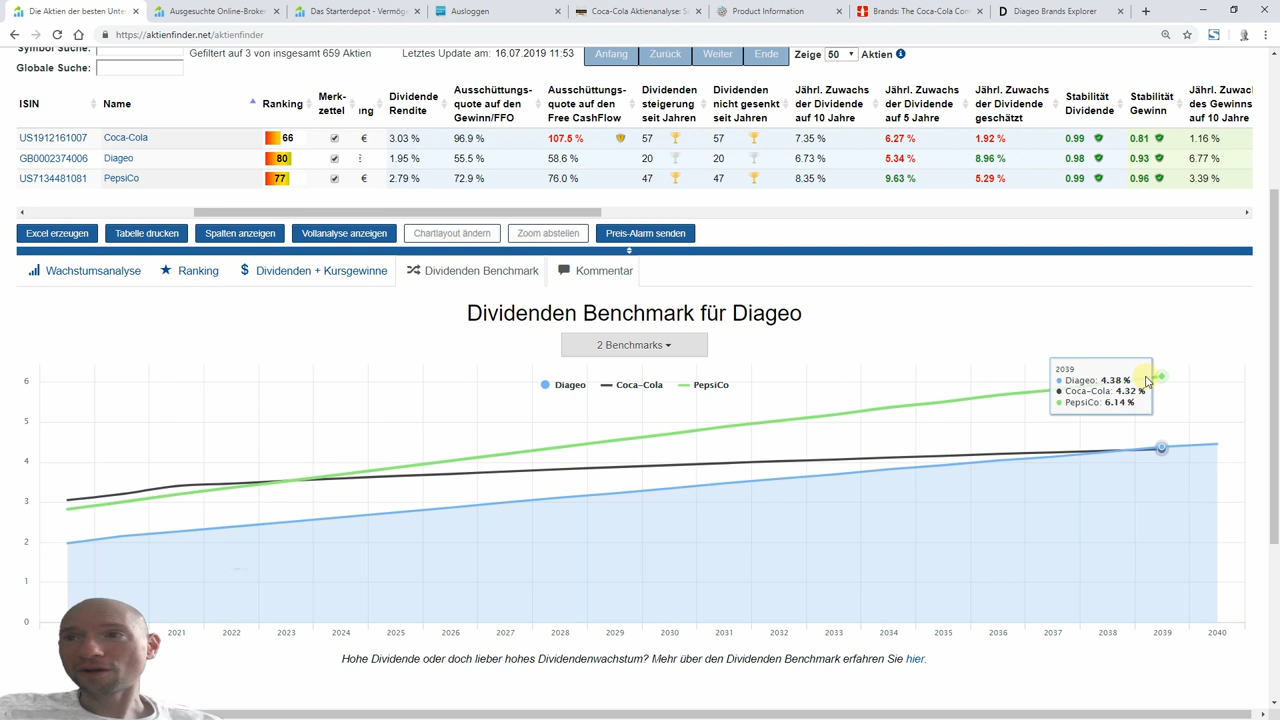 Die Aktien der besten Unte
Ausgesuchte Online-Broker
Das Starterdepot - Vermög
Ausloggen
Coca-Cola Aktienanalyse: S
Product Information
Brands: The Coca-Cola Com
Diageo Brands Explorer
https://aktienfinder.net/aktienfinder
Symbol Suche:
Gefiltert auf 3 von insgesamt 659 Aktien
Letztes Update am: 16.07.2019 11:53
Anfang
Zurück
Weiter
Ende
Zeige 50 Aktien
Globale Suche:
ISIN
Name
Ranking
Merk-
zettel
ng
Dividende
Rendite
Ausschüttungs-
quote auf den
Gewinn/FFO
Ausschüttungs-
quote auf den
Free CashFlow
Dividenden
steigerung
seit Jahren
Dividenden
nicht gesenkt
seit Jahren
Jährl. Zuwachs
der Dividende
auf 10 Jahre
Jährl. Zuwachs
der Dividende
auf 5 Jahre
Jährl. Zuwachs
der Dividende
geschätzt
Stabilität
Dividende
Stabilität
Gewinn
Jährl. Zuwac
des Gewinns
auf 10 Jahre
US1912161007 Coca-Cola 66 € 3.03 % 96.9 % 107.5 % 57 57 7.35 % 6.27 % 1.92 % 0.99 0.81 1.16 %
GB0002374006 Diageo 80 1.95 % 55.5 % 58.6 % 20 20 6.73 % 5.34 % 8.96 % 0.98 0.93 6.77 %
US7134481081 PepsiCo 77 € 2.79 % 72.9 % 76.0 % 47 47 8.35 % 9.63 % 5.29 % 0.99 0.96 3.39 %
Excel erzeugen
Tabelle drucken
Spalten anzeigen
Vollanalyse anzeigen
Chartlayout ändern
Zoom abstellen
Preis-Alarm senden
Wachstumsanalyse
Ranking
$ Dividenden + Kursgewinne
Dividenden Benchmark
Kommentar
Dividenden Benchmark für Diageo
2 Benchmarks
Diageo
Coca-Cola
PepsiCo
2039
Diageo: 4.38 %
Coca-Cola: 4.32 %
PepsiCo: 6.14 %
6
5
4
3
2
1
0
2021 2022 2023 2024 2025 2026 2027 2028 2029 2030 2031 2032 2033 2034 2035 2036 2037 2038 2039 2040
Hohe Dividende oder doch lieber hohes Dividendenwachstum? Mehr über den Dividenden Benchmark erfahren Sie hier.